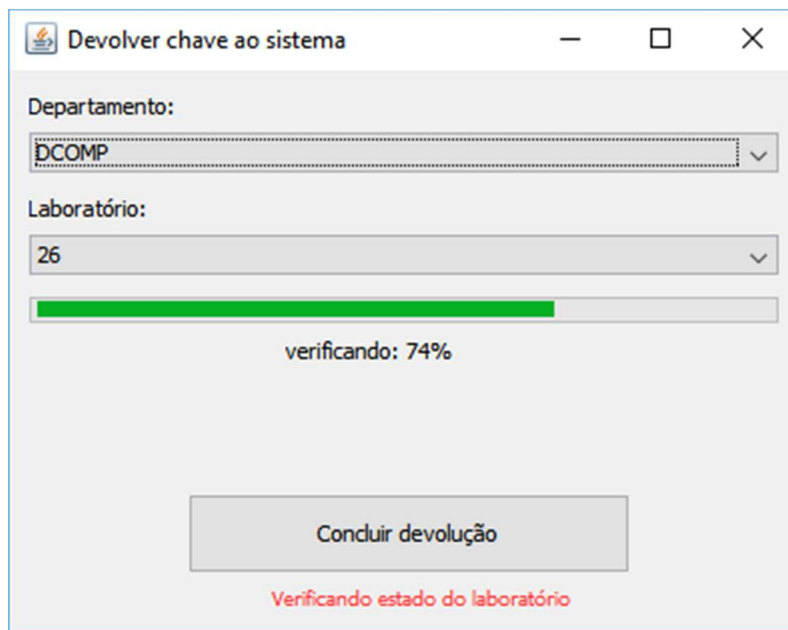 Devolver chave ao sistema
Departamento:
DCOMP
Laboratório:
26
verificando: 74%
Concluir devolução
Verificando estado do laboratório